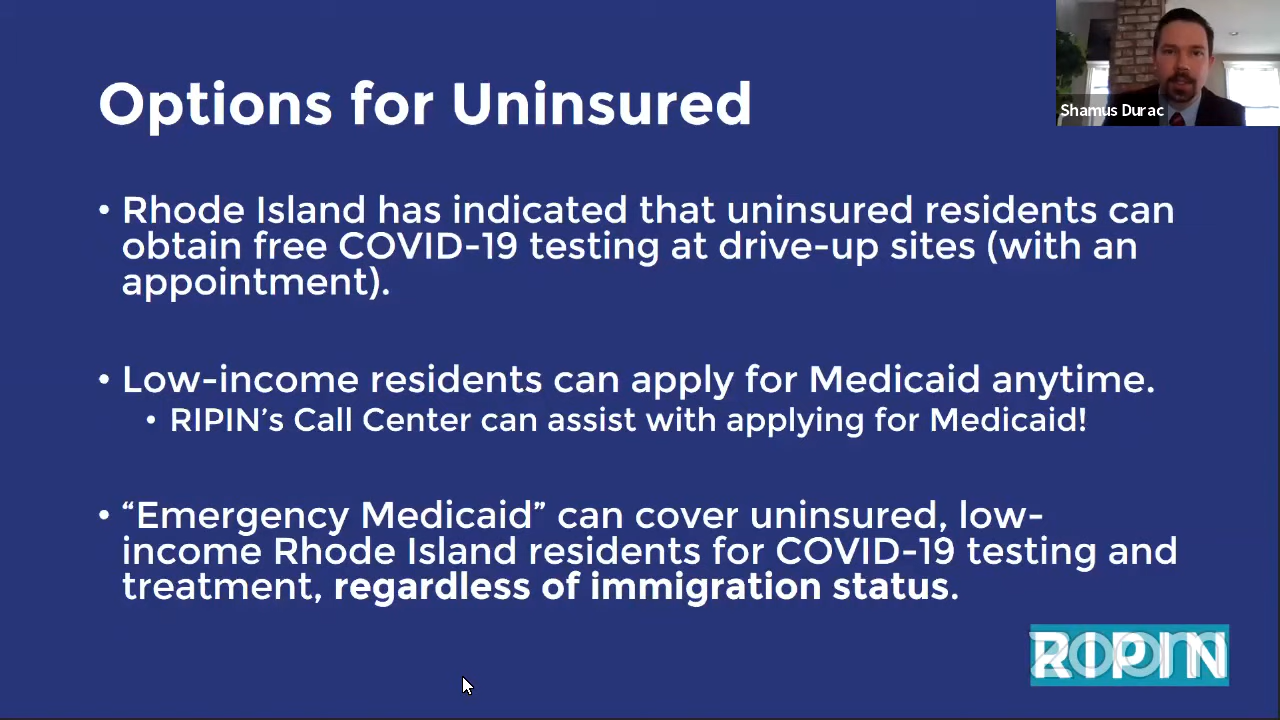 Options for Uninsured
Shamus Durac
• Rhode Island has indicated that uninsured residents can
obtain free COVID-19 testing at drive-up sites (with an
appointment).
• Low-income residents can apply for Medicaid anytime.
• RIPIN’s Call Center can assist with applying for Medicaid!
• “Emergency Medicaid” can cover uninsured, low-
income Rhode Island residents for COVID-19 testing and
treatment, regardless of immigration status.
RIPIN
zoom